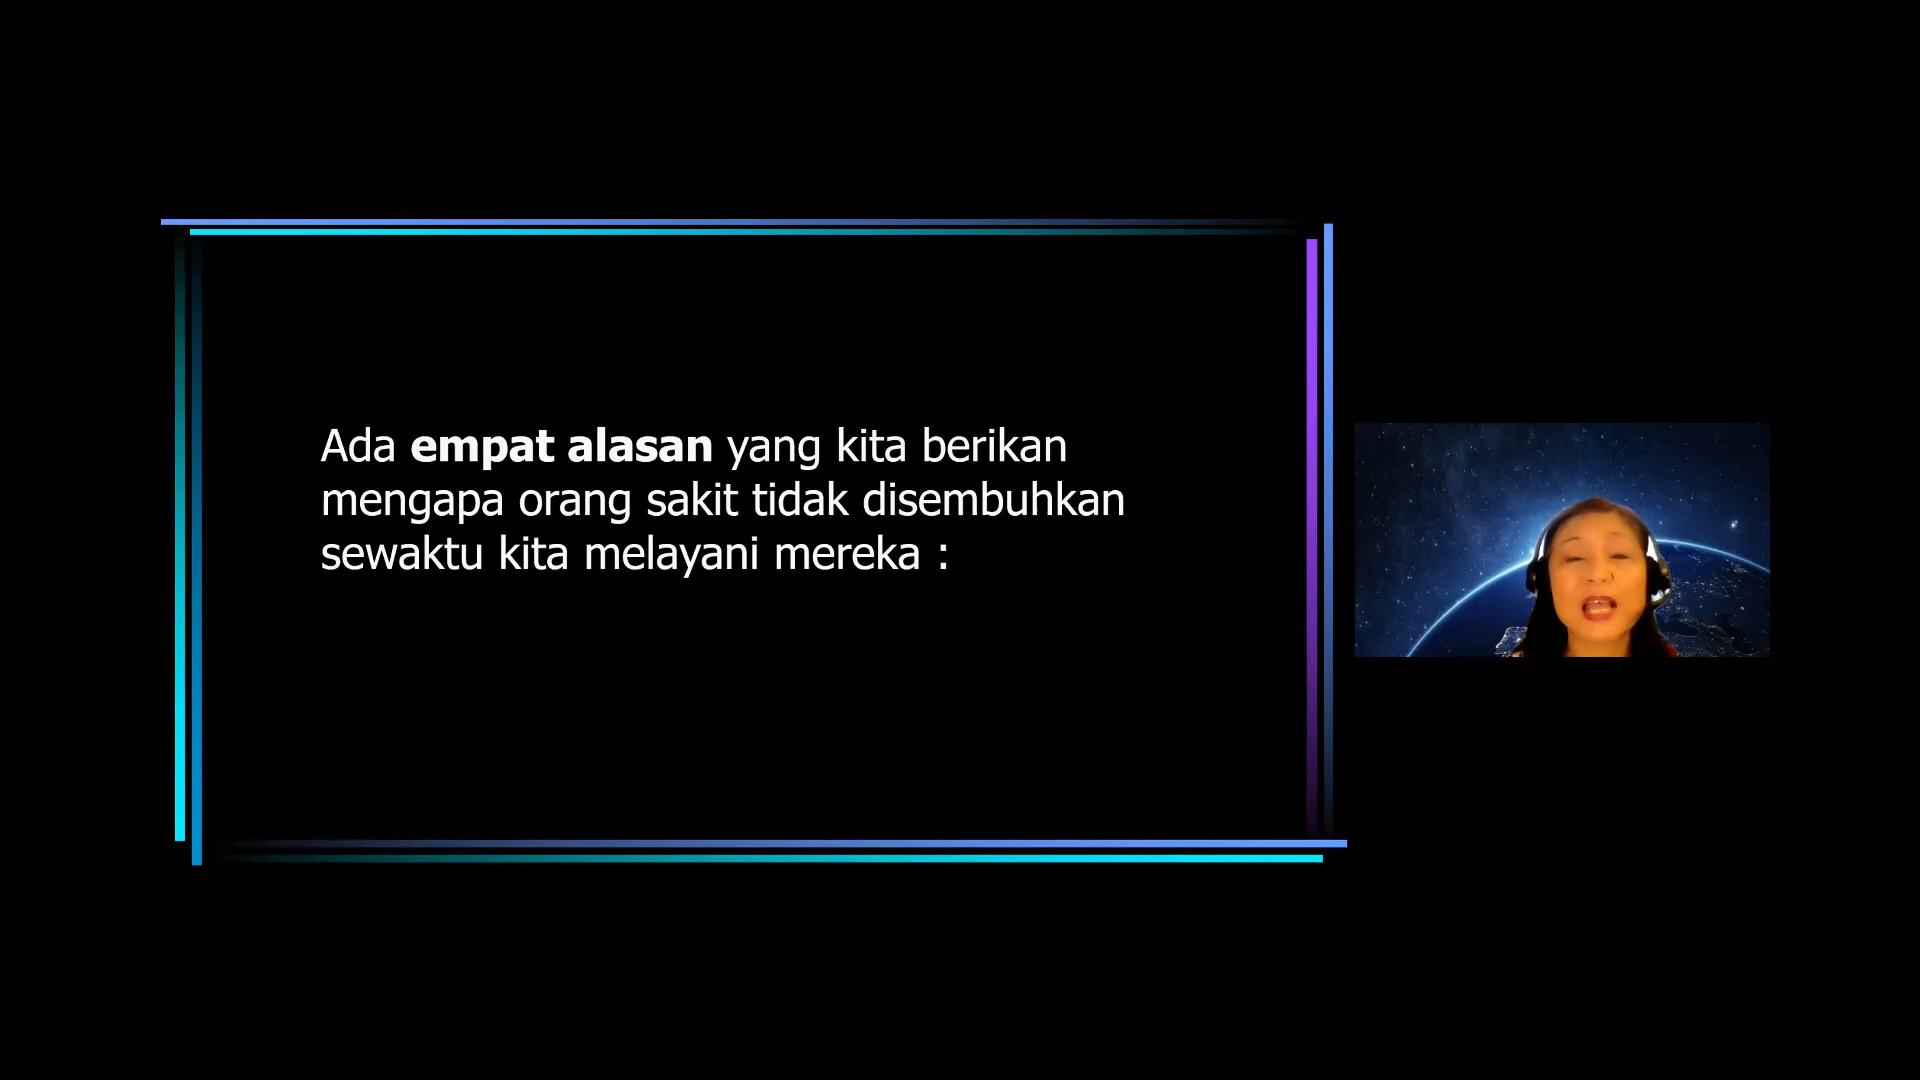 Ada empat alasan yang kita berikan
mengapa orang sakit tidak disembuhkan
sewaktu kita melayani mereka :